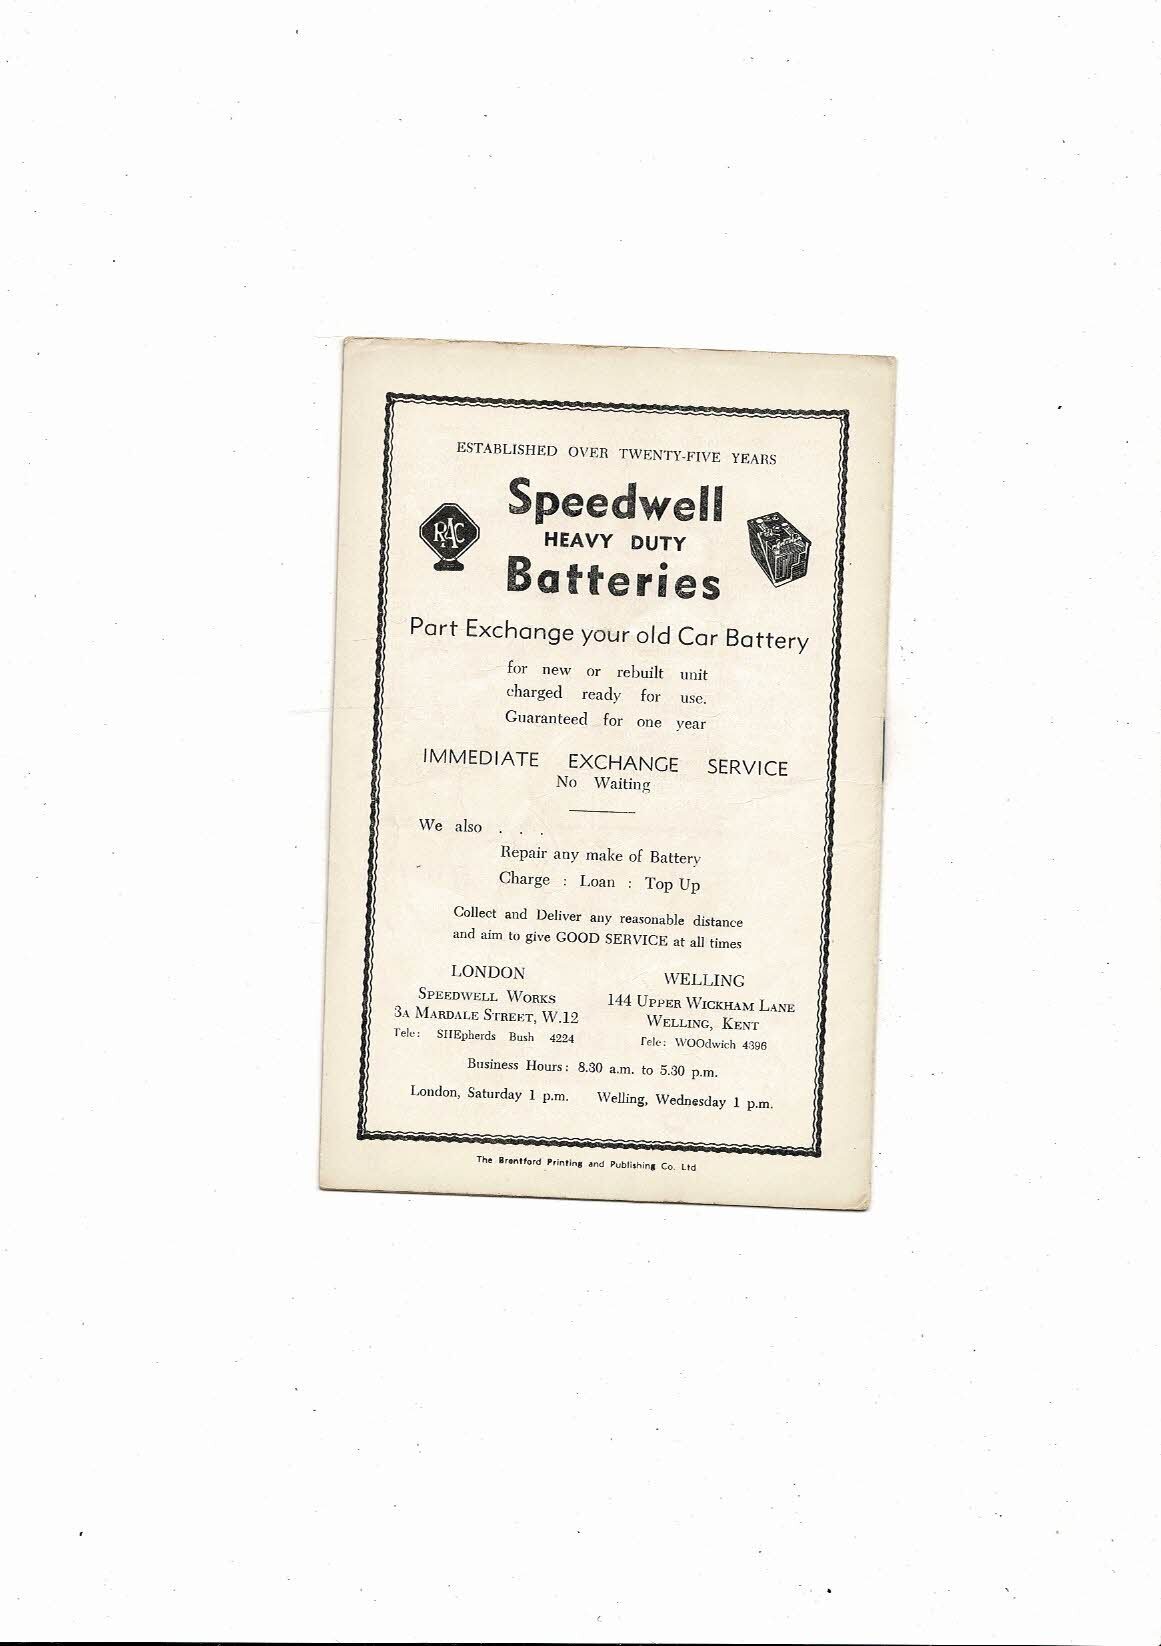 ESTABLISHED OVER TWENTY-FIVE YEARS
Speedwell
RAC
HEAVY DUTY
Batteries
Part Exchange your old Car Battery
for new or rebuilt unit
charged ready for use.
Guaranteed for one year
IMMEDIATE EXCHANGE SERVICE
No Waiting
We also . . .
Repair any make of Battery
Charge : Loan : Top Up
Collect and Deliver any reasonable distance
and aim to give GOOD SERVICE at all times
LONDON
SPEEDWELL WORKS
3A MARDALE STREET, W.12
Tele: SHEpherds Bush 4224
WELLING
144 UPPER WICKHAM LANE
WELLING, KENT
Tele: WOOdwich 4396
Business Hours: 8.30 a.m. to 5.30 p.m.
London, Saturday 1 p.m. Welling, Wednesday 1 p.m.
The Brentford Printing and Publishing Co. Ltd